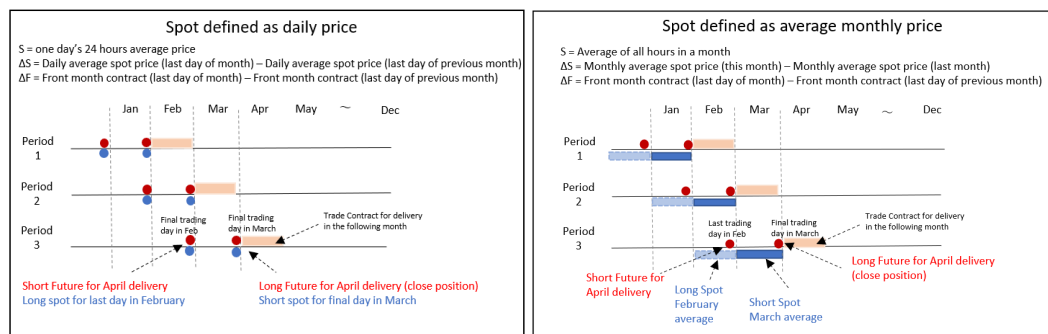 Spot defined as daily price
S = one day's 24 hours average price
ΔS = Daily average spot price (last day of month) – Daily average spot price (last day of previous month)
ΔF = Front month contract (last day of month) – Front month contract (last day of previous month)
Jan Feb Mar Apr May ~ Dec
Period
1
Period
2
Period
3
Final trading
day in Feb
Final trading
day in March
Trade Contract for delivery
in the following month
Short Future for April delivery
Long spot for last day in February
Long Future for April delivery (close position)
Short spot for final day in March
Spot defined as average monthly price
S = Average of all hours in a month
ΔS = Monthly average spot price (this month) – Monthly average spot price (last month)
ΔF = Front month contract (last day of month) – Front month contract (last day of previous month)
Jan Feb Mar Apr May ~ Dec
Period
1
Period
2
Period
3
Last trading
day in Feb
Final trading
day in March
Trade Contract for delivery
in the following month
Short Future for
April delivery
Long Spot
February
average
Short Spot
March average
Long Future for April delivery
(close position)